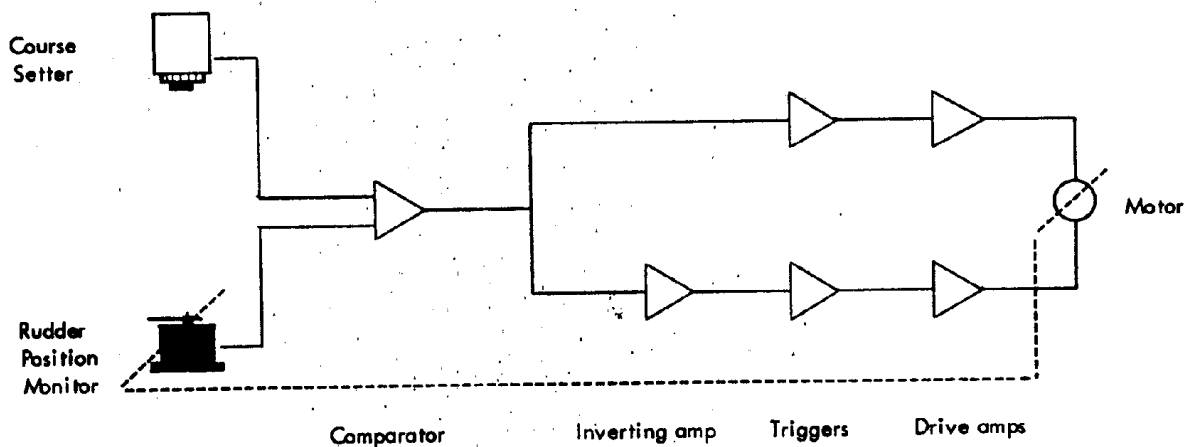 Course
Setter
Motor
Rudder
Position
Monitor
Comparator
Inverting amp
Triggers
Drive amps